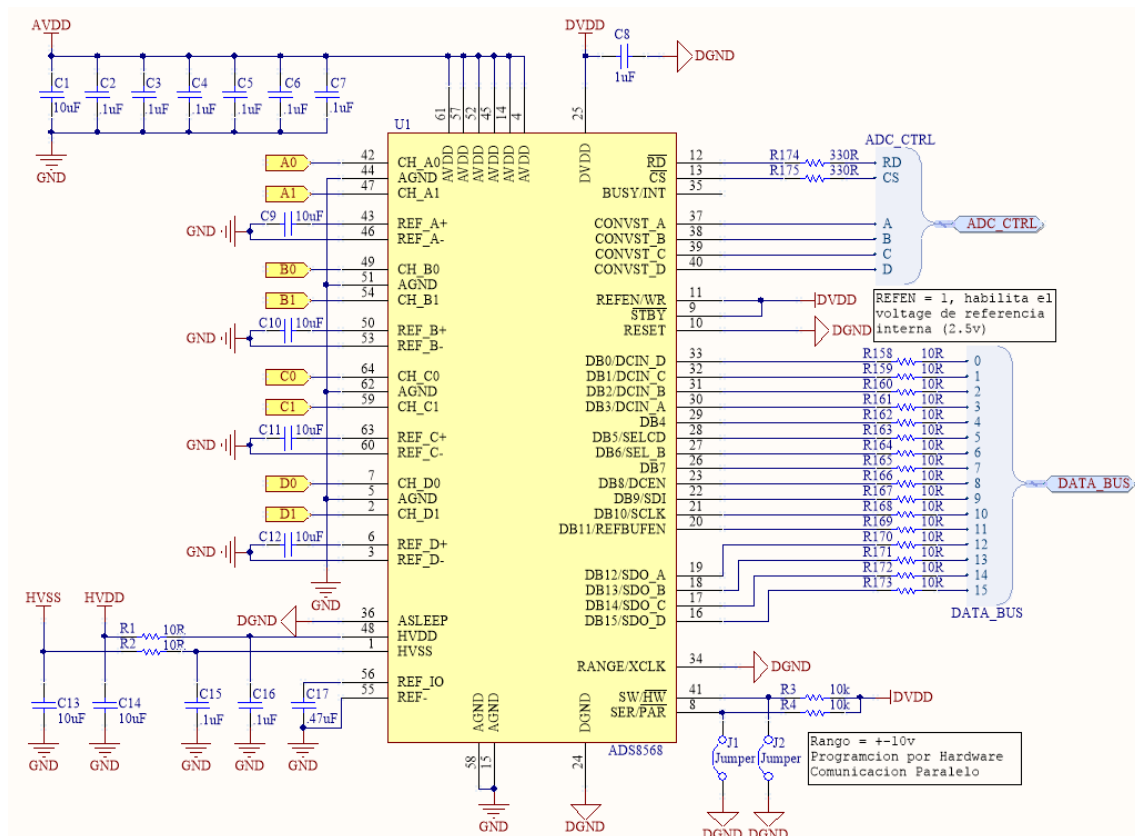 AVDD
DVDD
C8
1uF
DGND
C1
10uF
C2
.1uF
C3
.1uF
C4
.1uF
C5
.1uF
C6
.1uF
C7
.1uF
GND
61
57
52
45
14
4
25
U1
AVDD
AVDD
AVDD
AVDD
AVDD
AVDD
DVDD
A0
42
CH_A0
44
AGND
A1
47
CH_A1
GND
C9
10uF
43
REF_A+
46
REF_A-
B0
49
CH_B0
51
AGND
B1
54
CH_B1
GND
C10
10uF
50
REF_B+
53
REF_B-
C0
64
CH_C0
62
AGND
C1
59
CH_C1
GND
C11
10uF
63
REF_C+
60
REF_C-
D0
7
CH_D0
5
AGND
D1
2
CH_D1
GND
C12
10uF
6
REF_D+
3
REF_D-
GND
HVSS
HVDD
DGND
36
ASLEEP
R1
10R
48
HVDD
R2
10R
1
HVSS
56
REF_IO
55
REF-
C13
10uF
C14
10uF
C15
.1uF
C16
.1uF
C17
.47uF
GND
GND
GND
GND
GND
AGND
AGND
58
15
GND
DGND
24
DGND
ADS8568
RD
12
R174
330R
RD
CS
13
R175
330R
CS
BUSY/INT
35
ADC_CTRL
CONVST_A
37
A
CONVST_B
38
B
CONVST_C
39
C
CONVST_D
40
D
ADC_CTRL
REFEN/WR
11
DVDD
STBY
9
RESET
10
DGND
REFEN = 1, habilita el
voltage de referencia
interna (2.5v)
DB0/DCIN_D
33
R158
10R
0
DB1/DCIN_C
32
R159
10R
1
DB2/DCIN_B
31
R160
10R
2
DB3/DCIN_A
30
R161
10R
3
DB4
29
R162
10R
4
DB5/SELCD
28
R163
10R
5
DB6/SEL_B
27
R164
10R
6
DB7
26
R165
10R
7
DB8/DCEN
23
R166
10R
8
DB9/SDI
22
R167
10R
9
DB10/SCLK
21
R168
10R
10
DB11/REFBUFEN
20
R169
10R
11
DB12/SDO_A
19
R170
10R
12
DB13/SDO_B
18
R171
10R
13
DB14/SDO_C
17
R172
10R
14
DB15/SDO_D
16
R173
10R
15
DATA_BUS
DATA_BUS
RANGE/XCLK
34
DGND
SW/HW
41
R3
10k
DVDD
SER/PAR
8
R4
10k
J1
Jumper
J2
Jumper
DGND
DGND
Rango = +-10v
Programcion por Hardware
Comunicacion Paralelo